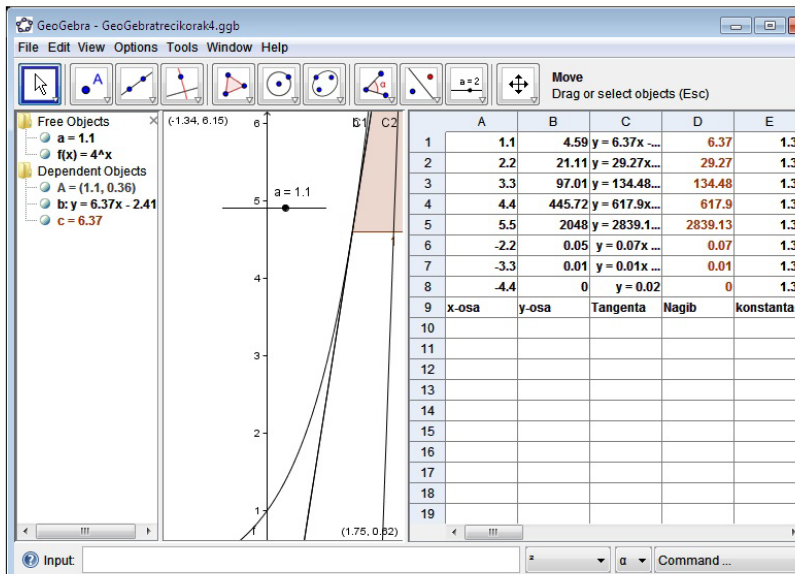 GeoGebra - GeoGebratrecikorak4.ggb
File Edit View Options Tools Window Help
A
α
a = 2
Move
Drag or select objects (Esc)
Free Objects
a = 1.1
f(x) = 4^x
Dependent Objects
A = (1.1, 0.36)
b: y = 6.37x - 2.41
c = 6.37
(-1.34, 6.15)
C1 C2
6
5
4
3
2
1
a = 1.1
1
(1.75, 0.62)
A B C D E
1 1.1 4.59 y = 6.37x -... 6.37 1.3
2 2.2 21.11 y = 29.27x... 29.27 1.3
3 3.3 97.01 y = 134.48... 134.48 1.3
4 4.4 445.72 y = 617.9x... 617.9 1.3
5 5.5 2048 y = 2839.1... 2839.13 1.3
6 -2.2 0.05 y = 0.07x ... 0.07 1.3
7 -3.3 0.01 y = 0.01x ... 0.01 1.3
8 -4.4 0 y = 0.02 0 1.3
9 x-osa y-osa Tangenta Nagib konstanta
10
11
12
13
14
15
16
17
18
19
Input:
²
α
Command ...